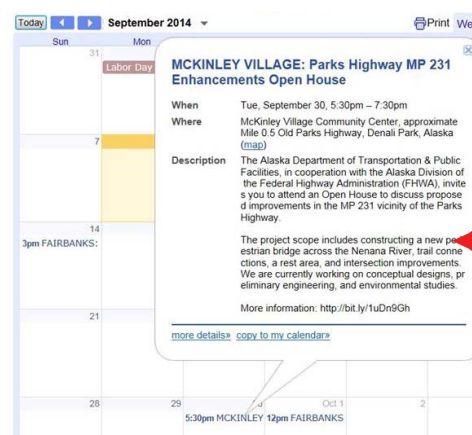 Today September 2014 Print We
Sun Mon
31
Labor Day
7
14
3pm FAIRBANKS:
21
28 29 Oct 1 2
5:30pm MCKINLEY 12pm FAIRBANKS
MCKINLEY VILLAGE: Parks Highway MP 231
Enhancements Open House
When Tue, September 30, 5:30pm – 7:30pm
Where McKinley Village Community Center, approximate
Mile 0.5 Old Parks Highway, Denali Park, Alaska
(map)
Description The Alaska Department of Transportation & Public
Facilities, in cooperation with the Alaska Division of
the Federal Highway Administration (FHWA), invite
s you to attend an Open House to discuss propose
d improvements in the MP 231 vicinity of the Parks
Highway.
The project scope includes constructing a new
estrian bridge across the Nenana River, trail conne
ctions, a rest area, and intersection improvements.
We are currently working on conceptual designs, pr
eliminary engineering, and environmental studies.
More information: http://bit.ly/1uDn9Gh
more details» copy to my calendar»